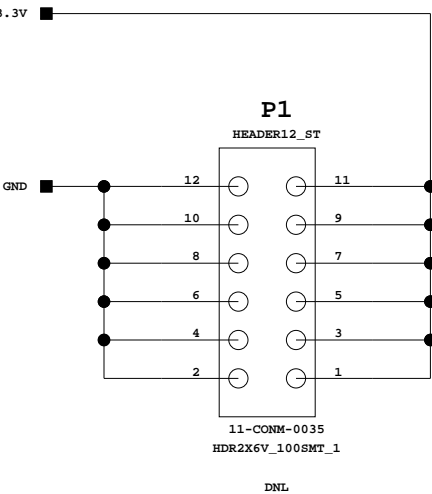 3.3V
P1
HEADER12_ST
GND
12 11
10 9
8 7
6 5
4 3
2 1
11-CONM-0035
HDR2X6V_100SMT_1
DNL